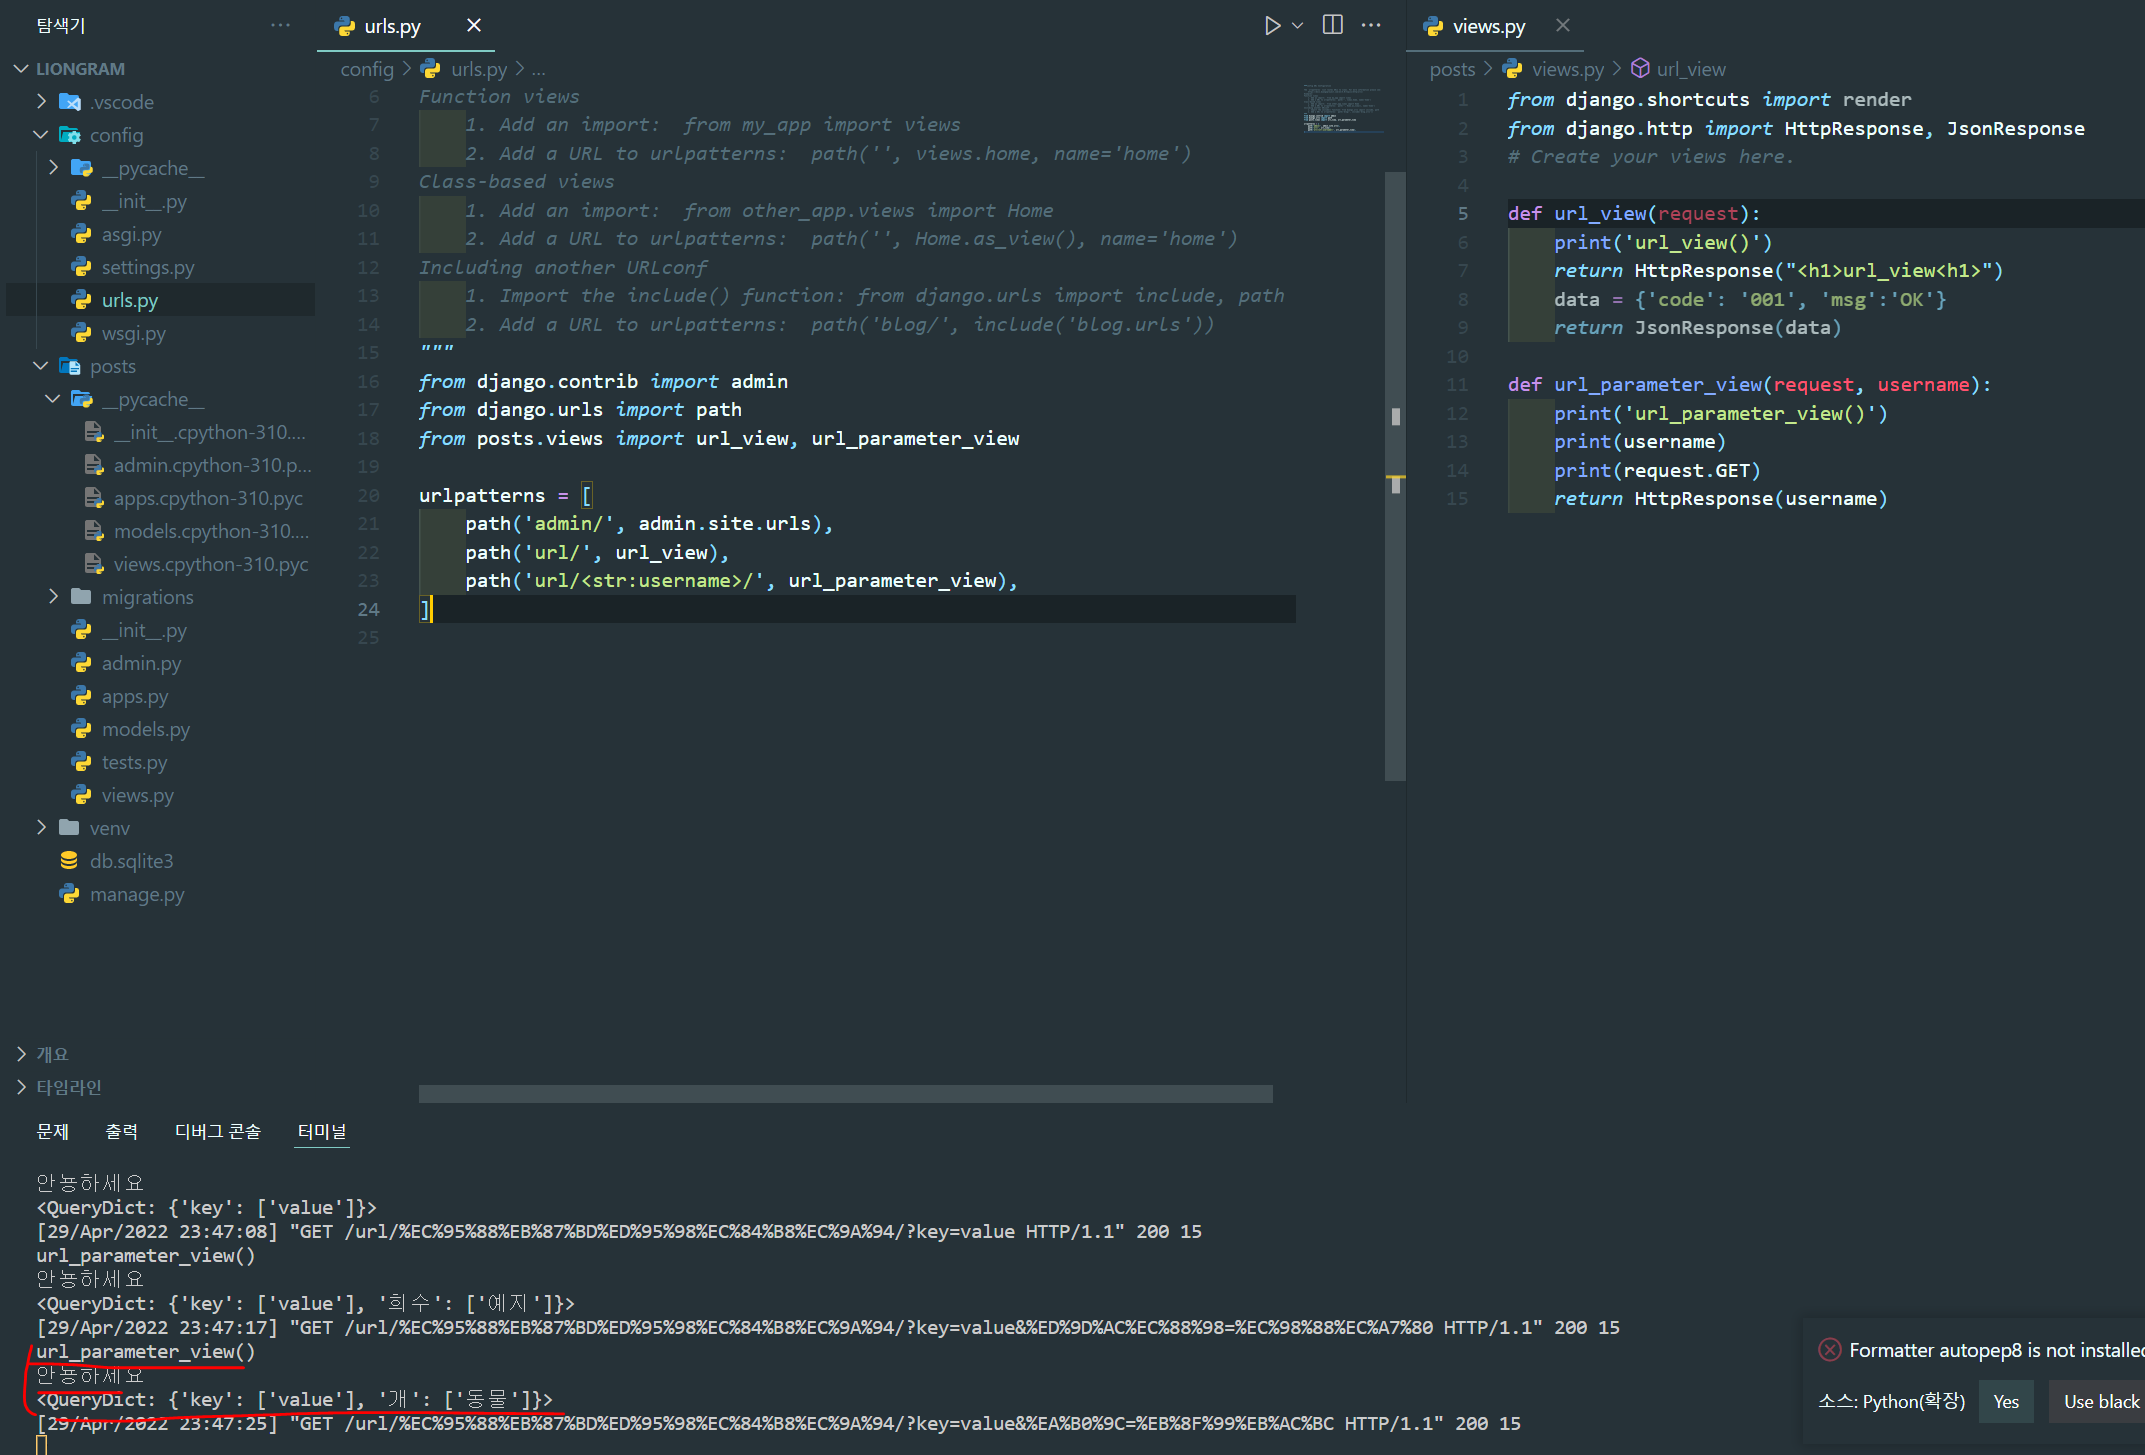 탐색기
LIONGRAM
.vscode
config
__pycache__
__init__.py
asgi.py
settings.py
urls.py
wsgi.py
posts
__pycache__
__init__.cpython-310....
admin.cpython-310.p...
apps.cpython-310.pyc
models.cpython-310....
views.cpython-310.pyc
migrations
__init__.py
admin.py
apps.py
models.py
tests.py
views.py
venv
db.sqlite3
manage.py
개요
타임라인
urls.py
config > urls.py > ...
6 Function views
7 1. Add an import:  from my_app import views
8 2. Add a URL to urlpatterns:  path('', views.home, name='home')
9 Class-based views
10 1. Add an import:  from other_app.views import Home
11 2. Add a URL to urlpatterns:  path('', Home.as_view(), name='home')
12 Including another URLconf
13 1. Import the include() function: from django.urls import include, path
14 2. Add a URL to urlpatterns:  path('blog/', include('blog.urls'))
15 """
16 from django.contrib import admin
17 from django.urls import path
18 from posts.views import url_view, url_parameter_view
19
20 urlpatterns = [
21 path('admin/', admin.site.urls),
22 path('url/', url_view),
23 path('url/<str:username>/', url_parameter_view),
24 ]
25
views.py
posts > views.py > url_view
1 from django.shortcuts import render
2 from django.http import HttpResponse, JsonResponse
3 # Create your views here.
4
5 def url_view(request):
6 print('url_view()')
7 return HttpResponse("<h1>url_view<h1>")
8 data = {'code': '001', 'msg':'OK'}
9 return JsonResponse(data)
10
11 def url_parameter_view(request, username):
12 print('url_parameter_view()')
13 print(username)
14 print(request.GET)
15 return HttpResponse(username)
문제 출력 디버그 콘솔 터미널
안뇽하세요
<QueryDict: {'key': ['value']}>
[29/Apr/2022 23:47:08] "GET /url/%EC%95%88%EB%87%BD%ED%95%98%EC%84%B8%EC%9A%94/?key=value HTTP/1.1" 200 15
url_parameter_view()
안뇽하세요
<QueryDict: {'key': ['value'], '희수': ['예지']}>
[29/Apr/2022 23:47:17] "GET /url/%EC%95%88%EB%87%BD%ED%95%98%EC%84%B8%EC%9A%94/?key=value&%ED%9D%AC%EC%88%98=%EC%98%88%EC%A7%80 HTTP/1.1" 200 15
url_parameter_view()
안뇽하세요
<QueryDict: {'key': ['value'], '개': ['동물']}>
[29/Apr/2022 23:47:25] "GET /url/%EC%95%88%EB%87%BD%ED%95%98%EC%84%B8%EC%9A%94/?key=value&%EA%B0%9C=%EB%8F%99%EB%AC%BC HTTP/1.1" 200 15
Formatter autopep8 is not installed
소스: Python(확장) Yes Use black